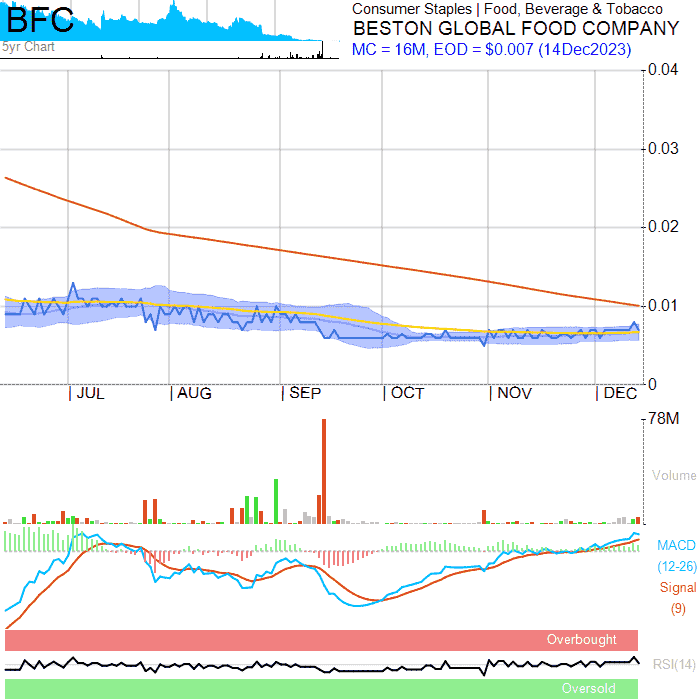 BFC
5yr Chart
Consumer Staples | Food, Beverage & Tobacco
BESTON GLOBAL FOOD COMPANY
MC = 16M, EOD = $0.007 (14Dec2023)
0.04
0.03
0.02
0.01
0
JUL AUG SEP OCT NOV DEC
78M
Volume
MACD
(12-26)
Signal
(9)
Overbought
RSI(14)
Oversold